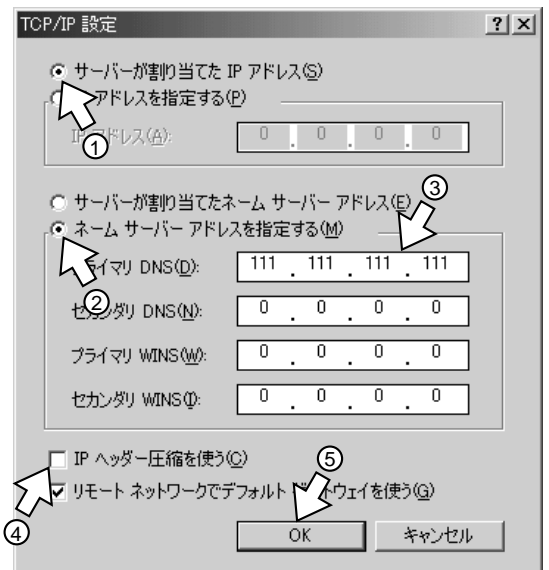 TCP/IP 設定
サーバーが割り当てた IP アドレス(S)
アドレスを指定する(P)
IP アドレス(A): 0 . 0 . 0 . 0
①
サーバーが割り当てたネーム サーバー アドレス(E)
③
ネーム サーバー アドレスを指定する(M)
プライマリ DNS(D): 111 . 111 . 111 . 111
②
セカンダリ DNS(N): 0 . 0 . 0 . 0
プライマリ WINS(W): 0 . 0 . 0 . 0
セカンダリ WINS(I): 0 . 0 . 0 . 0
IP ヘッダー圧縮を使う(C)
⑤
リモート ネットワークでデフォルト ゲートウェイを使う(G)
④
OK キャンセル